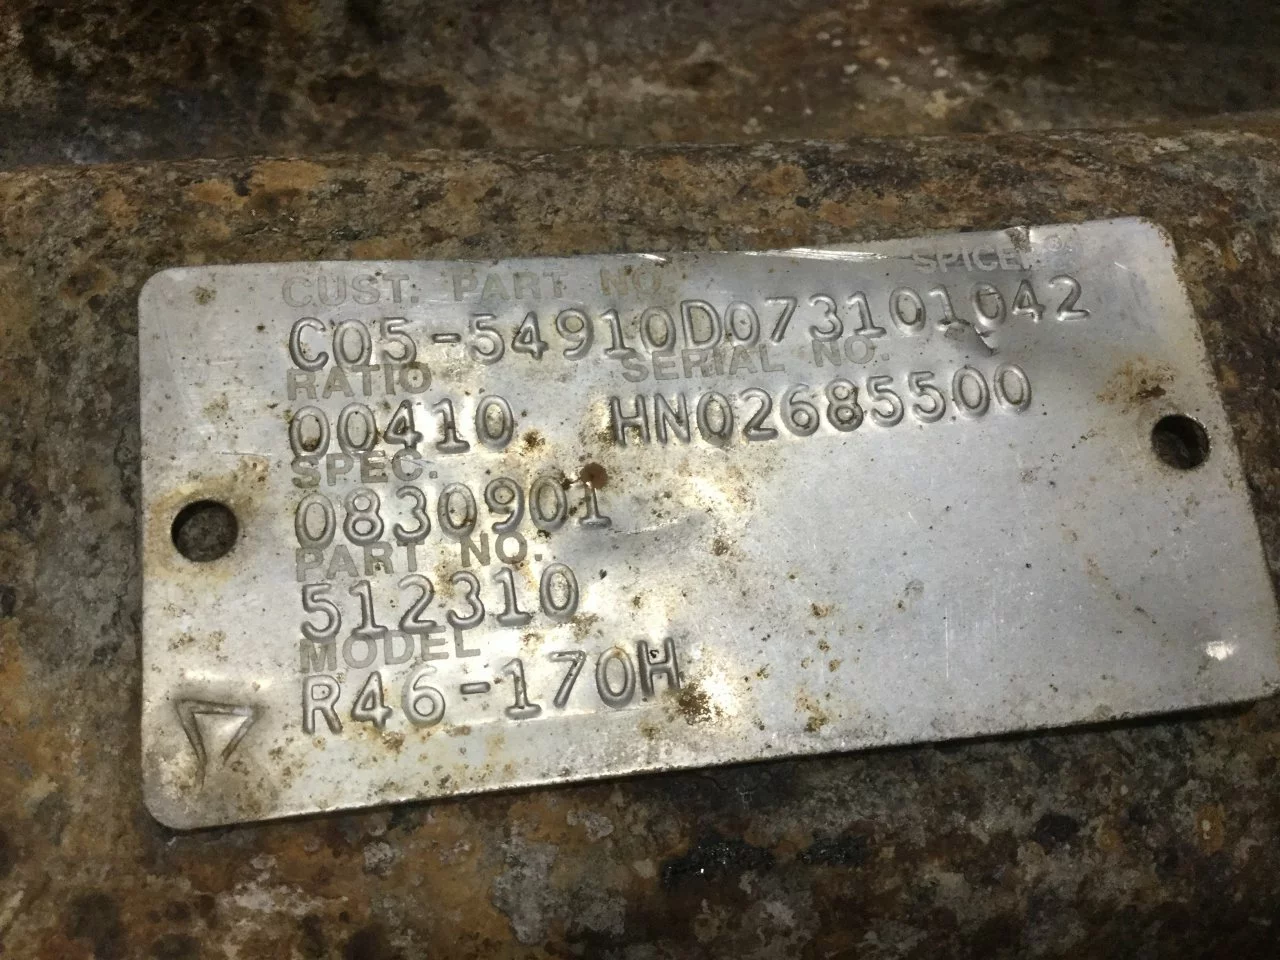 CUST. PART NO. SPICER®
C05-54910D073101042
RATIO SERIAL NO.
00410 HN02685500
SPEC.
0830901
PART NO.
512310
MODEL
R46-170H